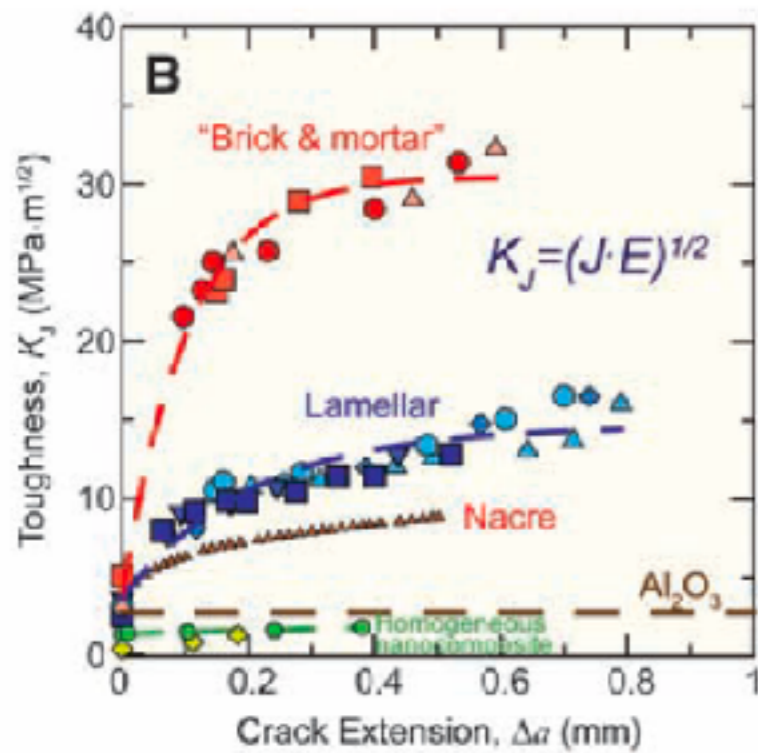 B
40
30
20
10
0
Toughness, K_J (MPa·m^1/2)
"Brick & mortar"
K_J=(J·E)^1/2
Lamellar
Nacre
Al₂O₃
Homogeneous
nanocomposite
0 0.2 0.4 0.6 0.8 1
Crack Extension, Δa (mm)